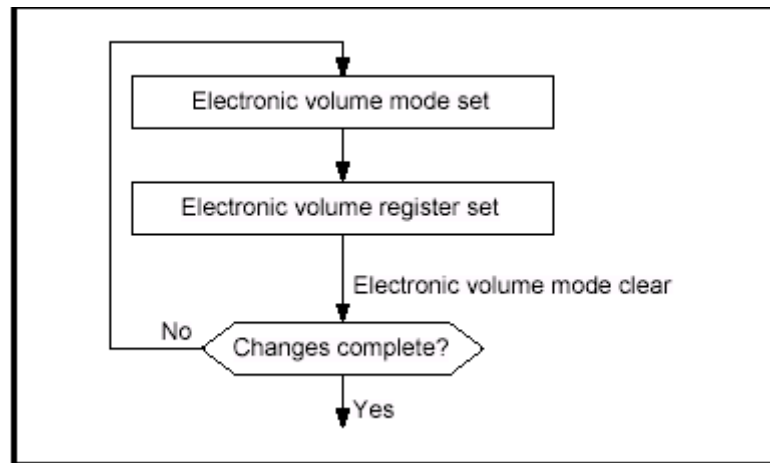 Electronic volume mode set
Electronic volume register set
Electronic volume mode clear
No
Changes complete?
Yes